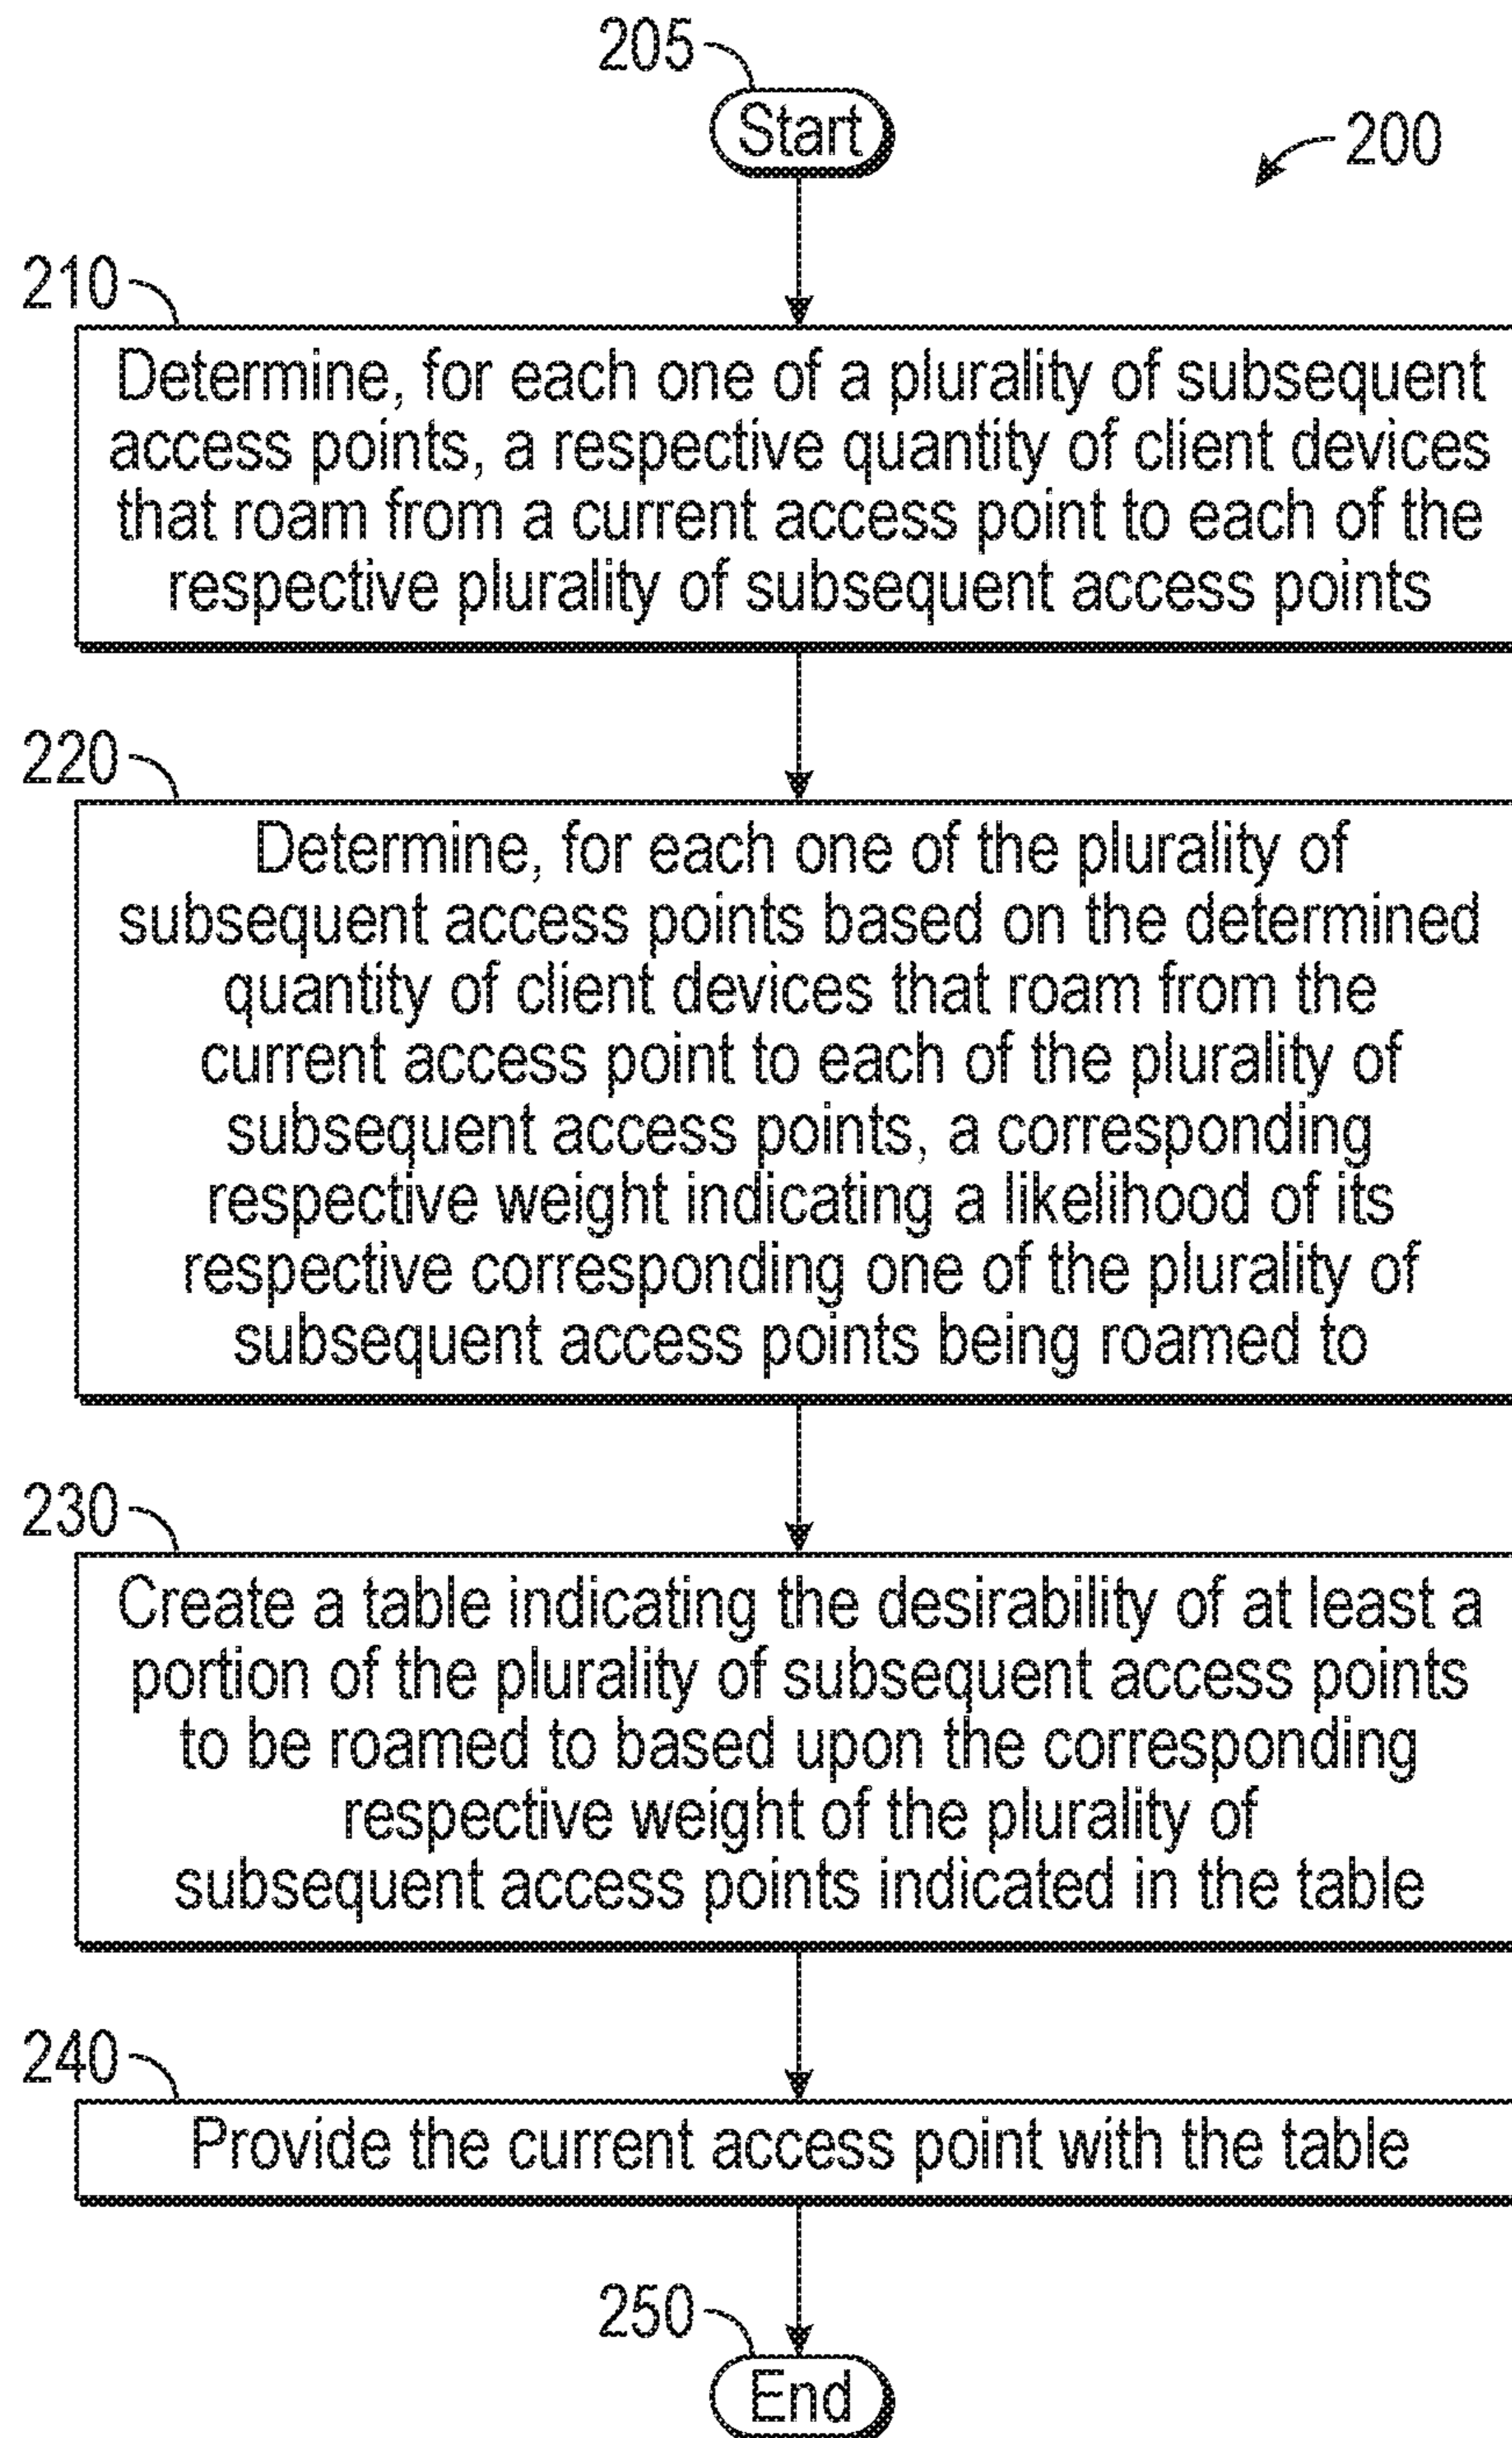 205
Start
200
210
Determine, for each one of a plurality of subsequent
access points, a respective quantity of client devices
that roam from a current access point to each of the
respective plurality of subsequent access points
220
Determine, for each one of the plurality of
subsequent access points based on the determined
quantity of client devices that roam from the
current access point to each of the plurality of
subsequent access points, a corresponding
respective weight indicating a likelihood of its
respective corresponding one of the plurality of
subsequent access points being roamed to
230
Create a table indicating the desirability of at least a
portion of the plurality of subsequent access points
to be roamed to based upon the corresponding
respective weight of the plurality of
subsequent access points indicated in the table
240
Provide the current access point with the table
250
End